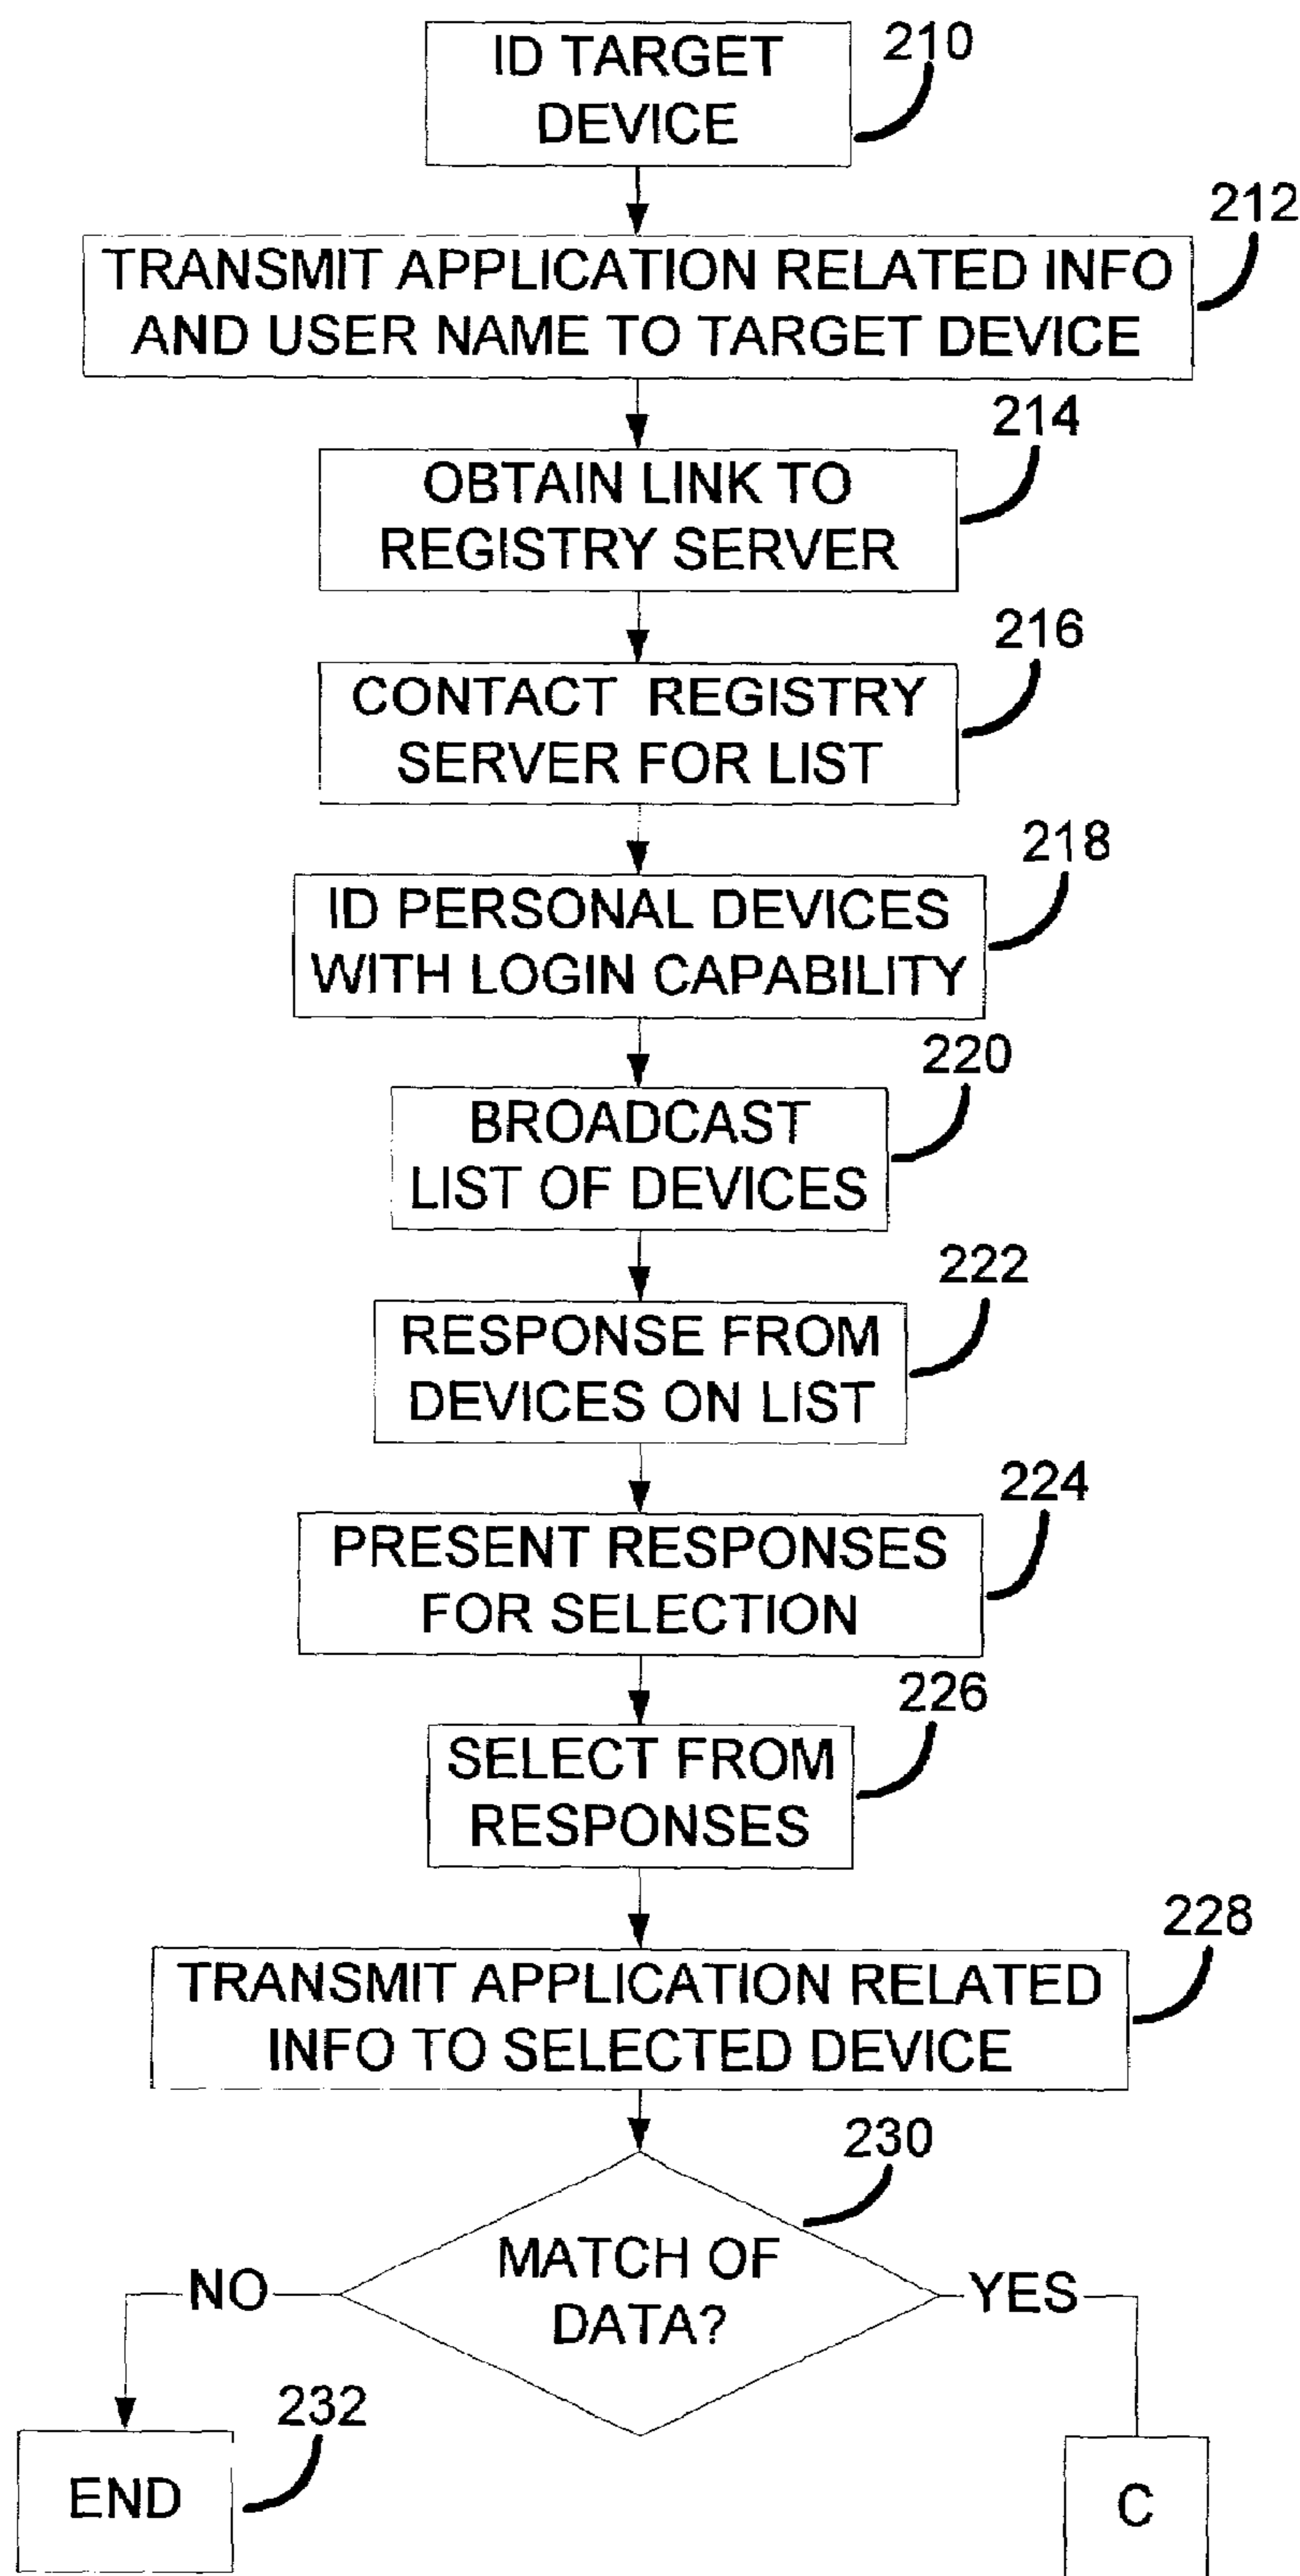 ID TARGET
DEVICE
210
TRANSMIT APPLICATION RELATED INFO
AND USER NAME TO TARGET DEVICE
212
OBTAIN LINK TO
REGISTRY SERVER
214
CONTACT REGISTRY
SERVER FOR LIST
216
ID PERSONAL DEVICES
WITH LOGIN CAPABILITY
218
BROADCAST
LIST OF DEVICES
220
RESPONSE FROM
DEVICES ON LIST
222
PRESENT RESPONSES
FOR SELECTION
224
SELECT FROM
RESPONSES
226
TRANSMIT APPLICATION RELATED
INFO TO SELECTED DEVICE
228
MATCH OF
DATA?
230
NO
YES
END
232
C